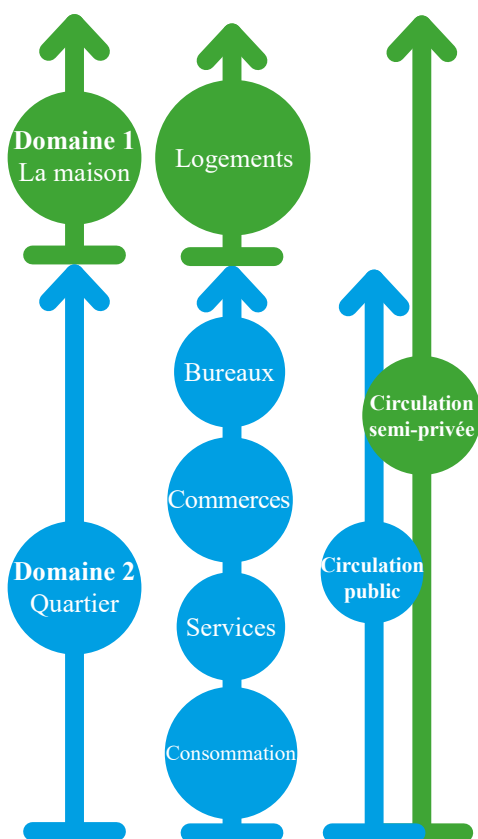 Domaine 1
La maison
Logements
Bureaux
Circulation
semi-privée
Commerces
Domaine 2
Quartier
Circulation
public
Services
Consommation